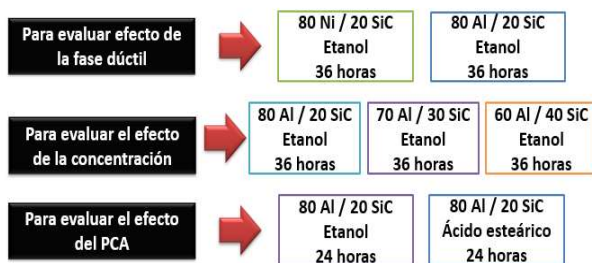 Para evaluar efecto de
la fase dúctil
80 Ni / 20 SiC
Etanol
36 horas
80 Al / 20 SiC
Etanol
36 horas
Para evaluar el efecto
de la concentración
80 Al / 20 SiC
Etanol
36 horas
70 Al / 30 SiC
Etanol
36 horas
60 Al / 40 SiC
Etanol
36 horas
Para evaluar el efecto
del PCA
80 Al / 20 SiC
Etanol
24 horas
80 Al / 20 SiC
Ácido esteárico
24 horas